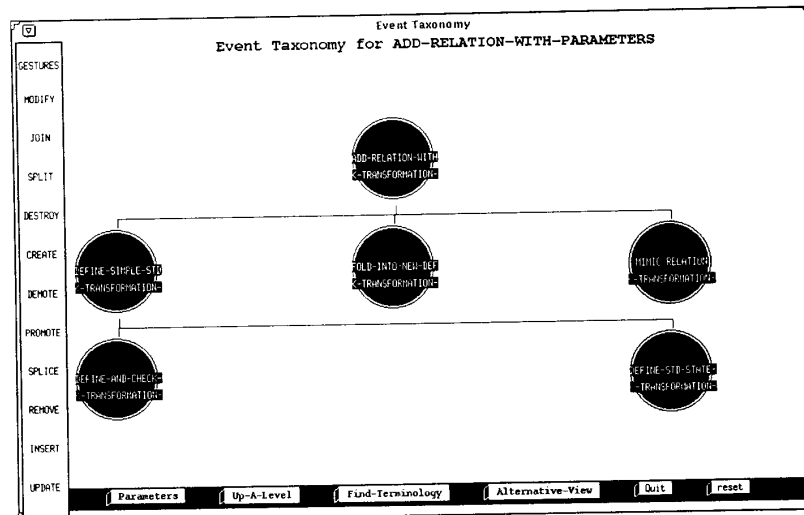 Event Taxonomy
Event Taxonomy for ADD-RELATION-WITH-PARAMETERS
GESTURES
MODIFY
JOIN
SPLIT
DESTROY
CREATE
DEMOTE
PROMOTE
SPLICE
REMOVE
INSERT
UPDATE
ADD-RELATION-WITH
K-TRANSFORMATION-
DEFINE-SIMPLE-STD
K-TRANSFORMATION-
FOLD-INTO-NEW-DEF
K-TRANSFORMATION-
MIMIC RELATION
-TRANSFORMATION-
DEFINE-AND-CHECK-
-TRANSFORMATION-
DEFINE-STD-STATE-
-TRANSFORMATION-
Parameters
Up-A-Level
Find-Terminology
Alternative-View
Quit
reset